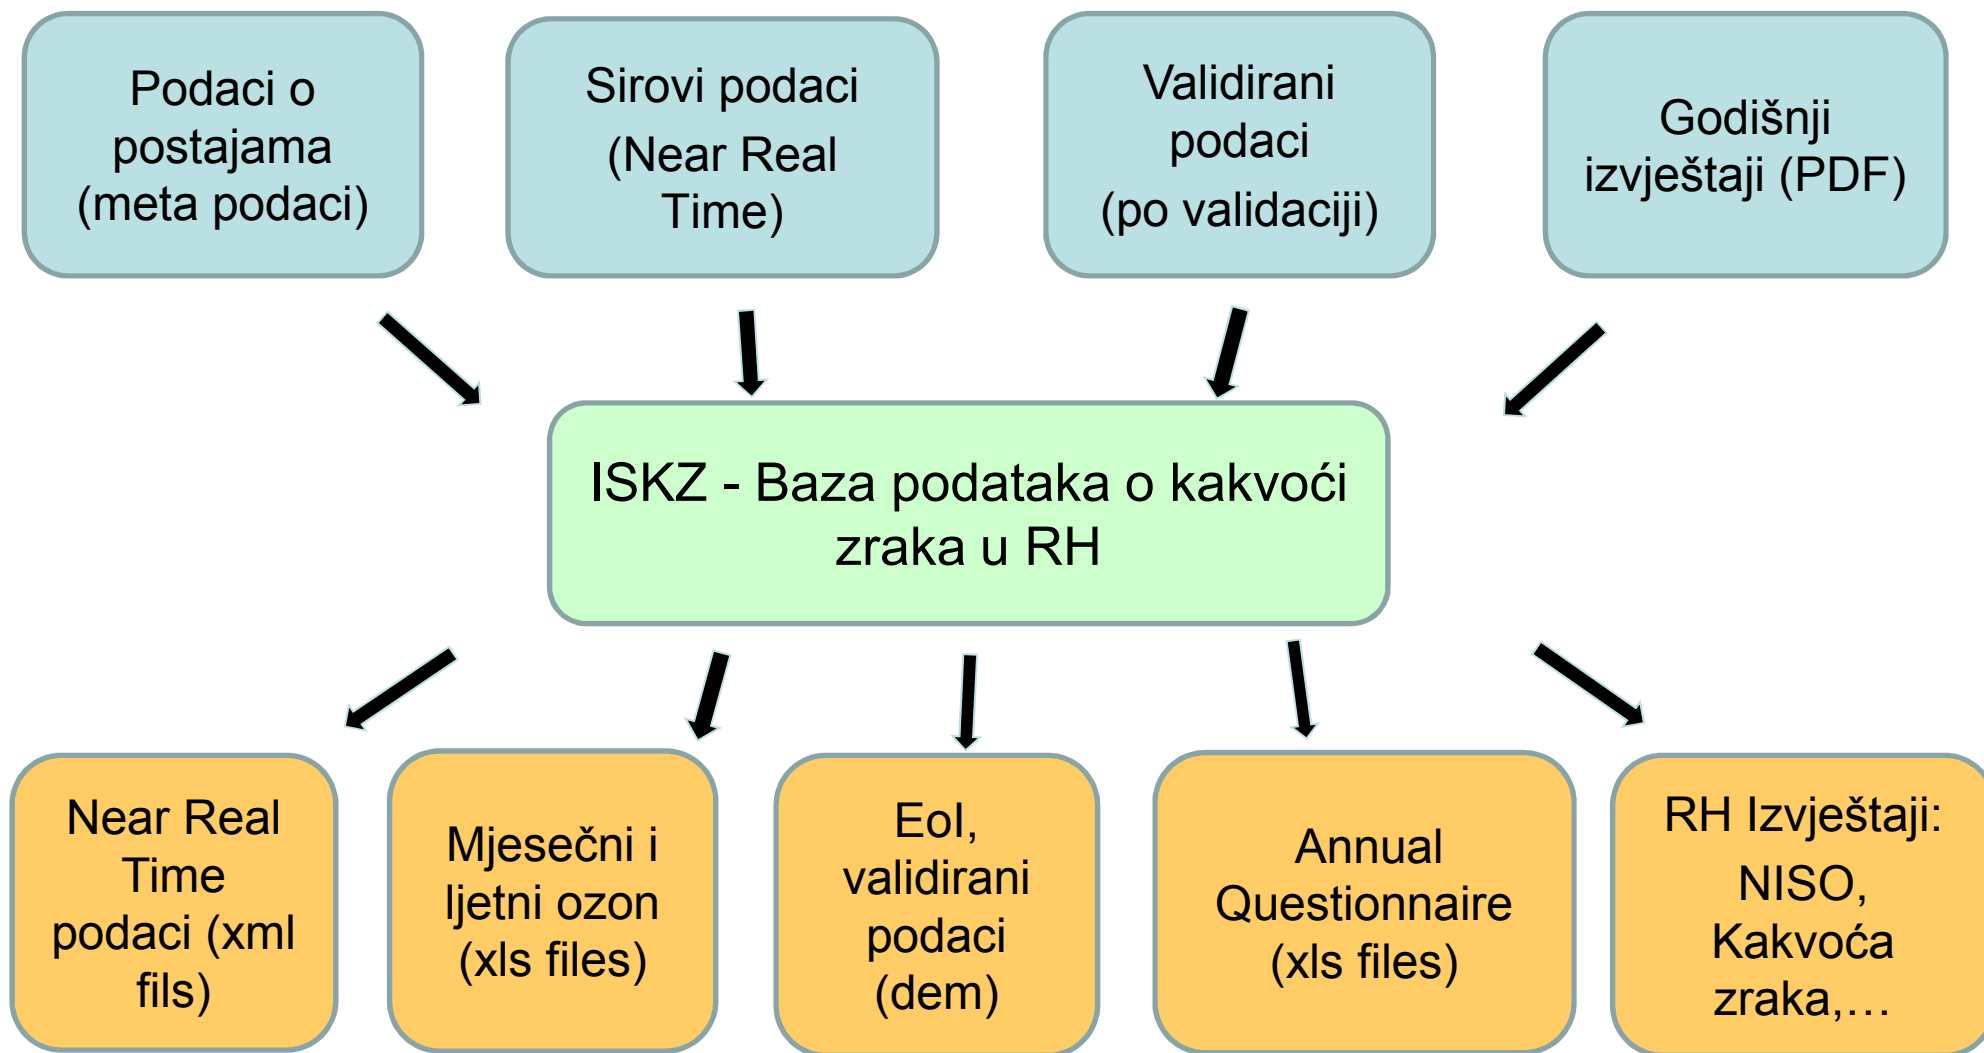 Podaci o
postajama
(meta podaci)
Sirovi podaci
(Near Real
Time)
Validirani
podaci
(po validaciji)
Godišnji
izvještaji (PDF)
ISKZ - Baza podataka o kakvoći
zraka u RH
Near Real
Time
podaci (xml
fils)
Mjesečni i
ljetni ozon
(xls files)
EoI,
validirani
podaci
(dem)
Annual
Questionnaire
(xls files)
RH Izvještaji:
NISO,
Kakvoća
zraka,…